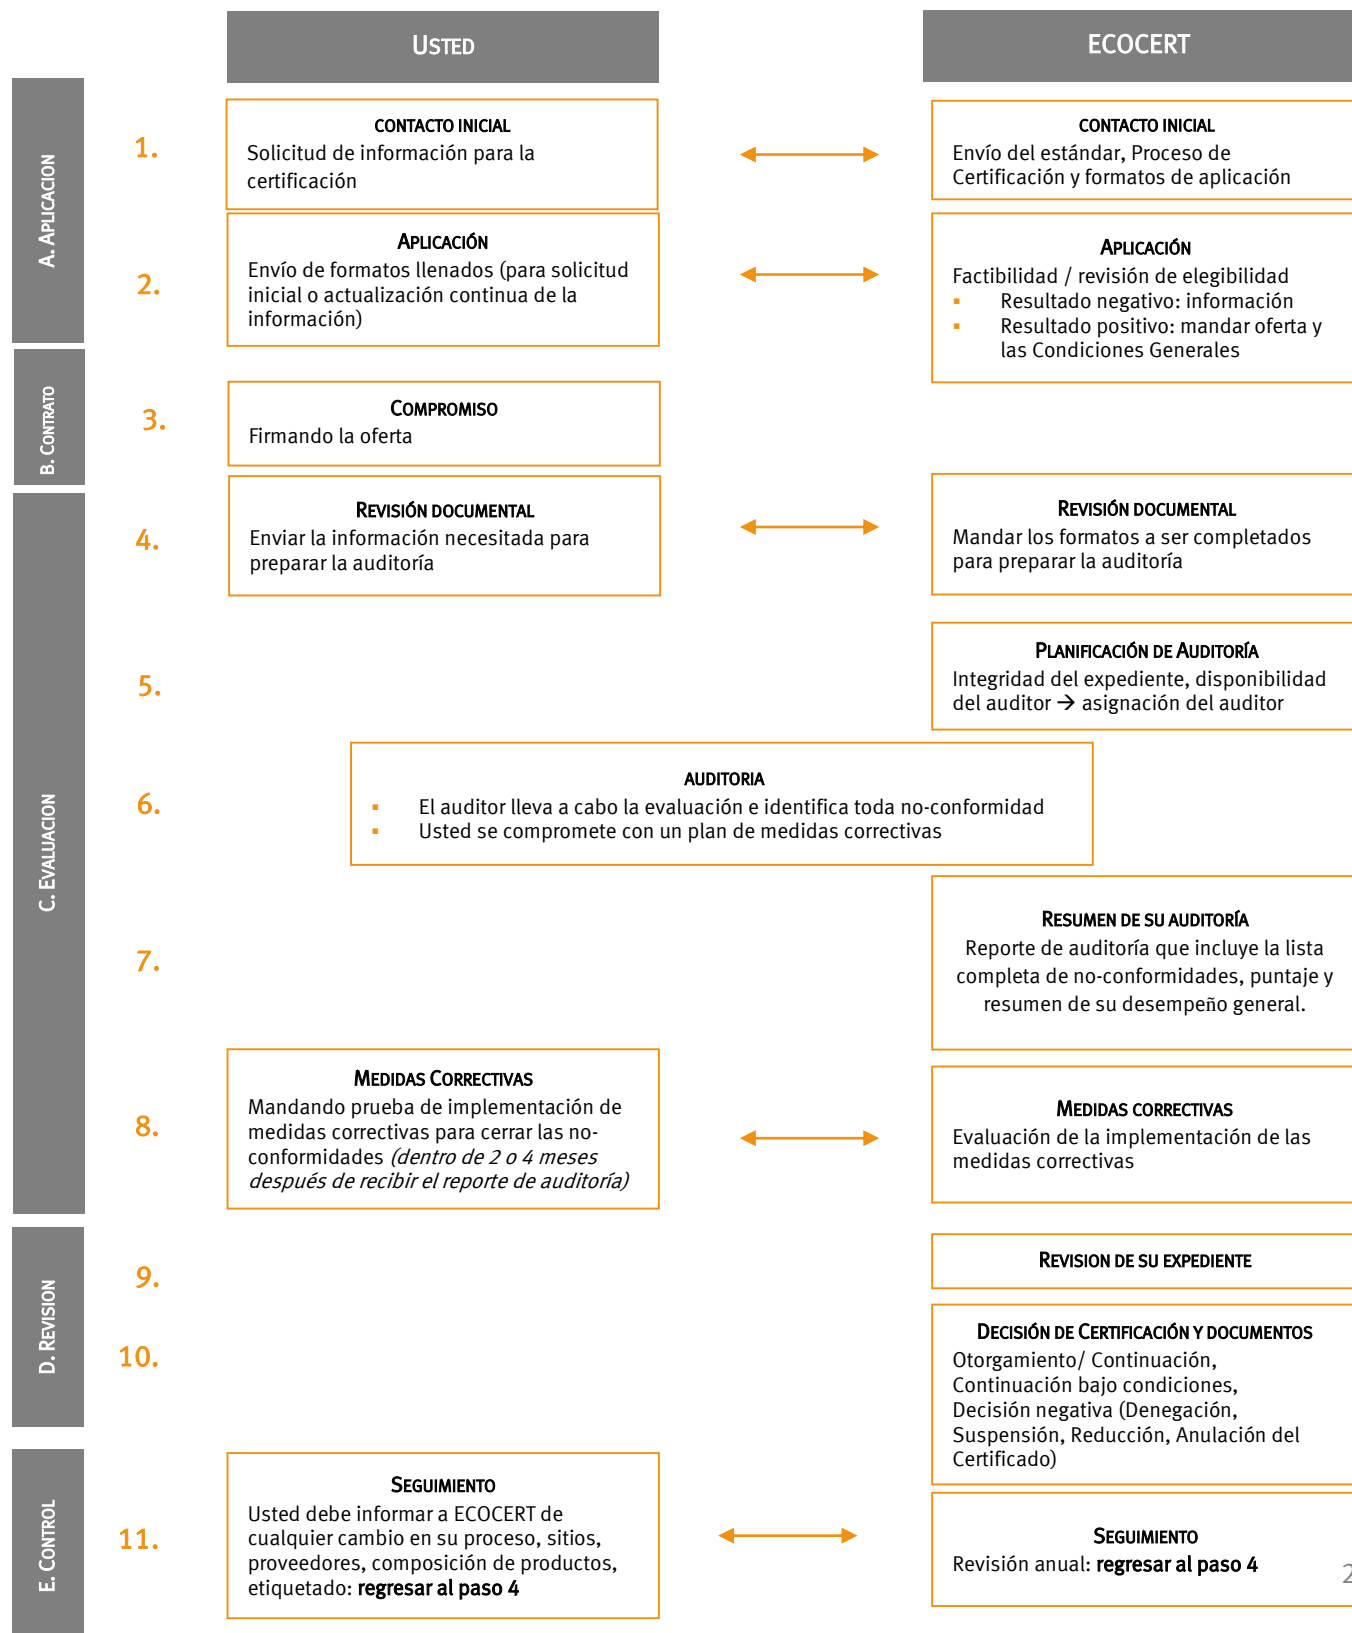 USTED
ECOCERT
A. APLICACION
1.
CONTACTO INICIAL
Solicitud de información para la
certificación
CONTACTO INICIAL
Envío del estándar, Proceso de
Certificación y formatos de aplicación
2.
APLICACIÓN
Envío de formatos llenados (para solicitud
inicial o actualización continua de la
información)
APLICACIÓN
Factibilidad / revisión de elegibilidad
▪ Resultado negativo: información
▪ Resultado positivo: mandar oferta y
las Condiciones Generales
B. CONTRATO
3.
COMPROMISO
Firmando la oferta
C. EVALUACION
4.
REVISIÓN DOCUMENTAL
Enviar la información necesitada para
preparar la auditoría
REVISIÓN DOCUMENTAL
Mandar los formatos a ser completados
para preparar la auditoría
5.
PLANIFICACIÓN DE AUDITORÍA
Integridad del expediente, disponibilidad
del auditor → asignación del auditor
6.
AUDITORIA
▪ El auditor lleva a cabo la evaluación e identifica toda no-conformidad
▪ Usted se compromete con un plan de medidas correctivas
7.
RESUMEN DE SU AUDITORÍA
Reporte de auditoría que incluye la lista
completa de no-conformidades, puntaje y
resumen de su desempeño general.
8.
MEDIDAS CORRECTIVAS
Mandando prueba de implementación de
medidas correctivas para cerrar las no-
conformidades (dentro de 2 o 4 meses
después de recibir el reporte de auditoría)
MEDIDAS CORRECTIVAS
Evaluación de la implementación de las
medidas correctivas
D. REVISION
9.
REVISION DE SU EXPEDIENTE
10.
DECISIÓN DE CERTIFICACIÓN Y DOCUMENTOS
Otorgamiento/ Continuación,
Continuación bajo condiciones,
Decisión negativa (Denegación,
Suspensión, Reducción, Anulación del
Certificado)
E. CONTROL
11.
SEGUIMIENTO
Usted debe informar a ECOCERT de
cualquier cambio en su proceso, sitios,
proveedores, composición de productos,
etiquetado: regresar al paso 4
SEGUIMIENTO
Revisión anual: regresar al paso 4
2